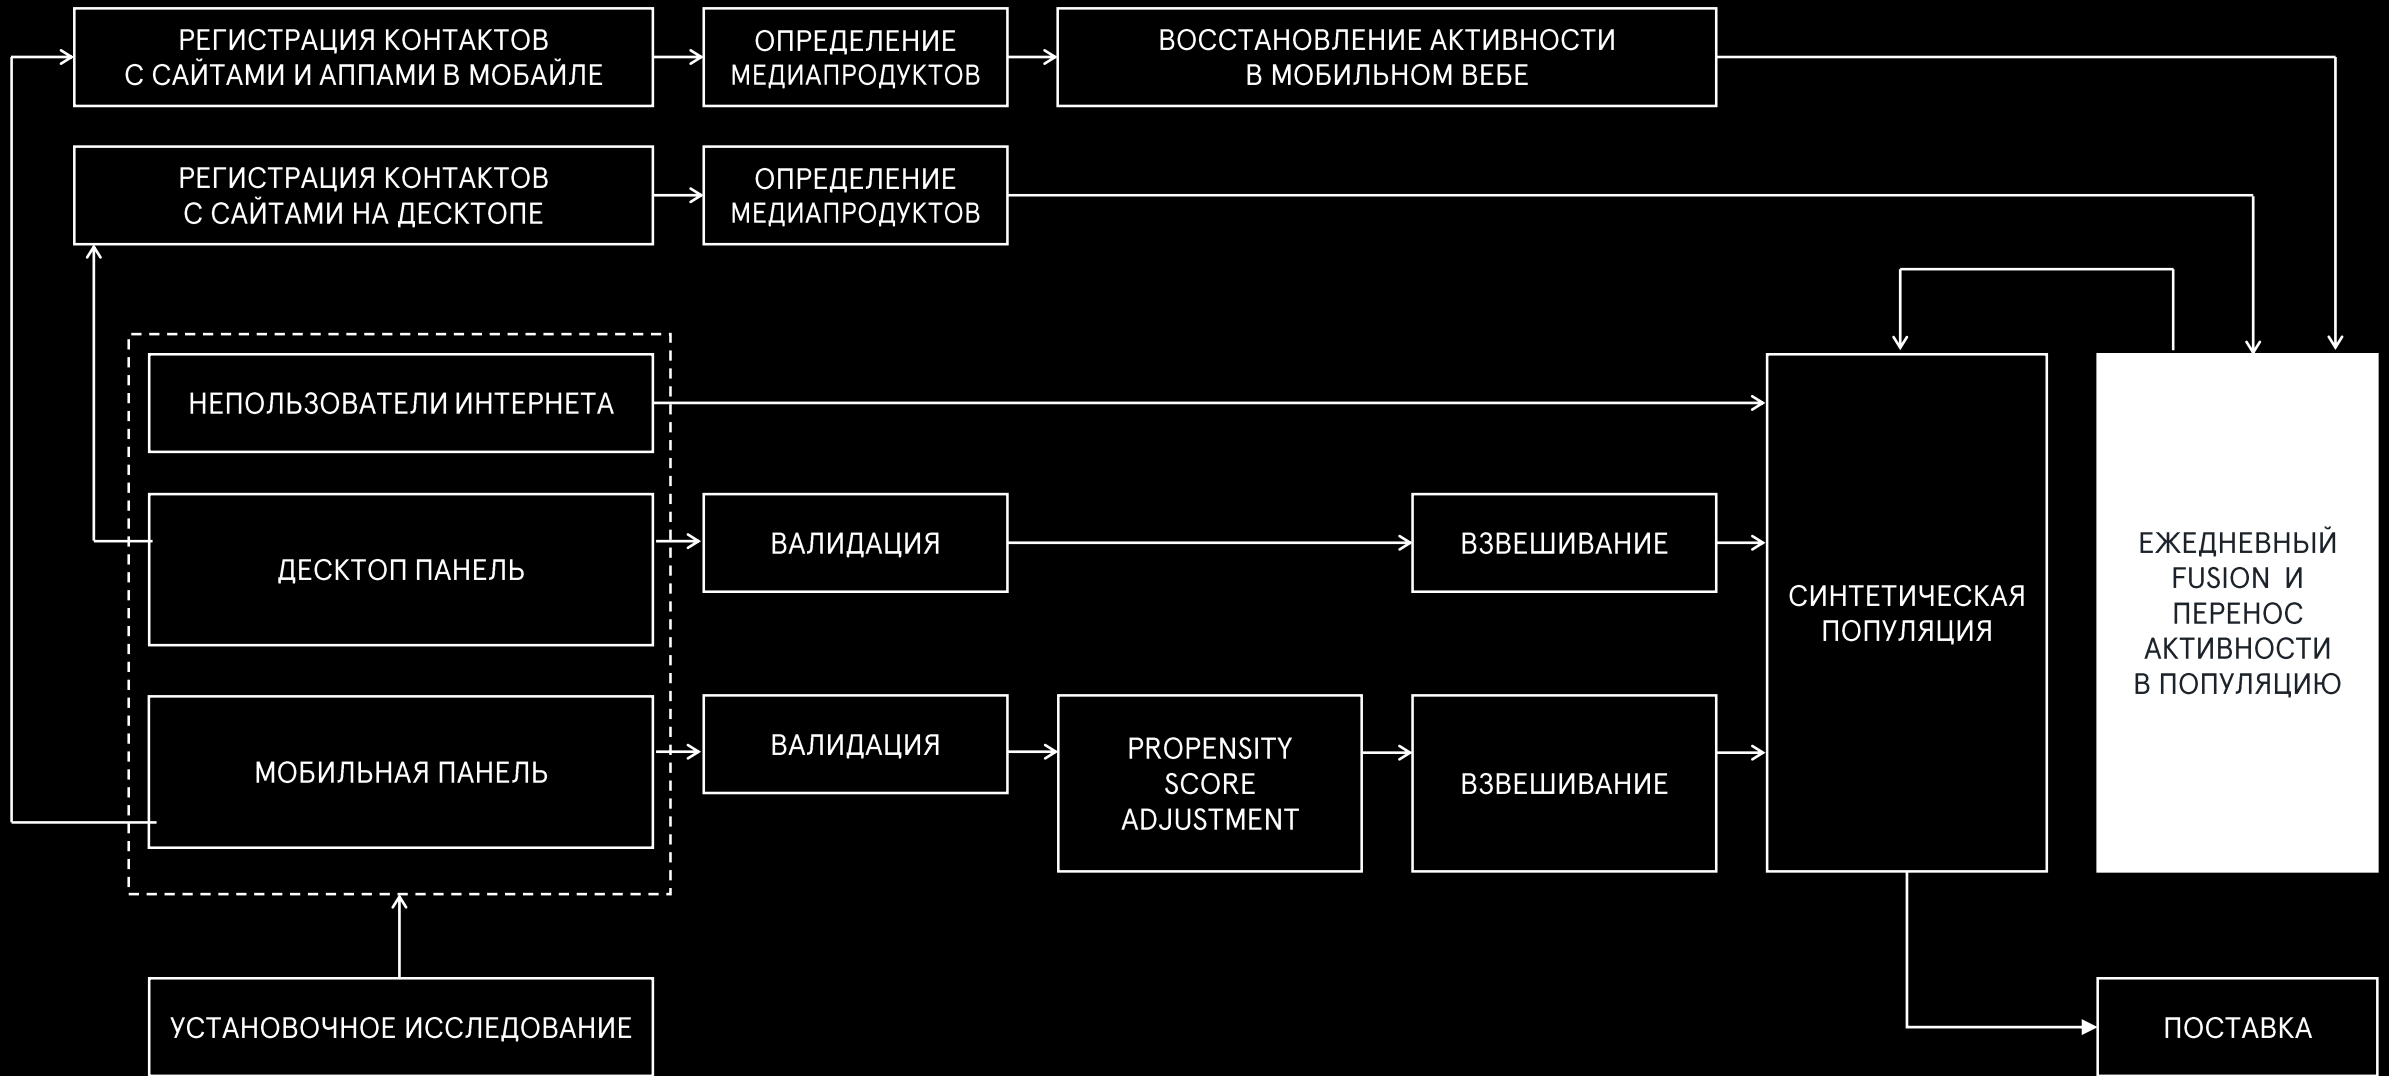 РЕГИСТРАЦИЯ КОНТАКТОВ
С САЙТАМИ И АППАМИ В МОБАЙЛЕ
ОПРЕДЕЛЕНИЕ
МЕДИАПРОДУКТОВ
ВОССТАНОВЛЕНИЕ АКТИВНОСТИ
В МОБИЛЬНОМ ВЕБЕ
РЕГИСТРАЦИЯ КОНТАКТОВ
С САЙТАМИ НА ДЕСКТОПЕ
ОПРЕДЕЛЕНИЕ
МЕДИАПРОДУКТОВ
НЕПОЛЬЗОВАТЕЛИ ИНТЕРНЕТА
ДЕСКТОП ПАНЕЛЬ
ВАЛИДАЦИЯ
ВЗВЕШИВАНИЕ
МОБИЛЬНАЯ ПАНЕЛЬ
ВАЛИДАЦИЯ
PROPENSITY
SCORE
ADJUSTMENT
ВЗВЕШИВАНИЕ
СИНТЕТИЧЕСКАЯ
ПОПУЛЯЦИЯ
ЕЖЕДНЕВНЫЙ
FUSION И
ПЕРЕНОС
АКТИВНОСТИ
В ПОПУЛЯЦИЮ
УСТАНОВОЧНОЕ ИССЛЕДОВАНИЕ
ПОСТАВКА